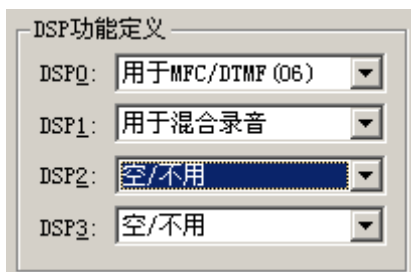 DSP功能定义
DSP0: 用于MFC/DTMF(06)
DSP1: 用于混合录音
DSP2: 空/不用
DSP3: 空/不用